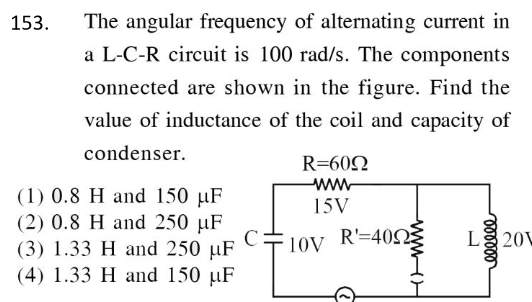 153. The angular frequency of alternating current in
a L-C-R circuit is 100 rad/s. The components
connected are shown in the figure. Find the
value of inductance of the coil and capacity of
condenser.
(1) 0.8 H and 150 µF
(2) 0.8 H and 250 µF
(3) 1.33 H and 250 µF
(4) 1.33 H and 150 µF
R=60Ω
15V
C
10V
R'=40Ω
L
20V